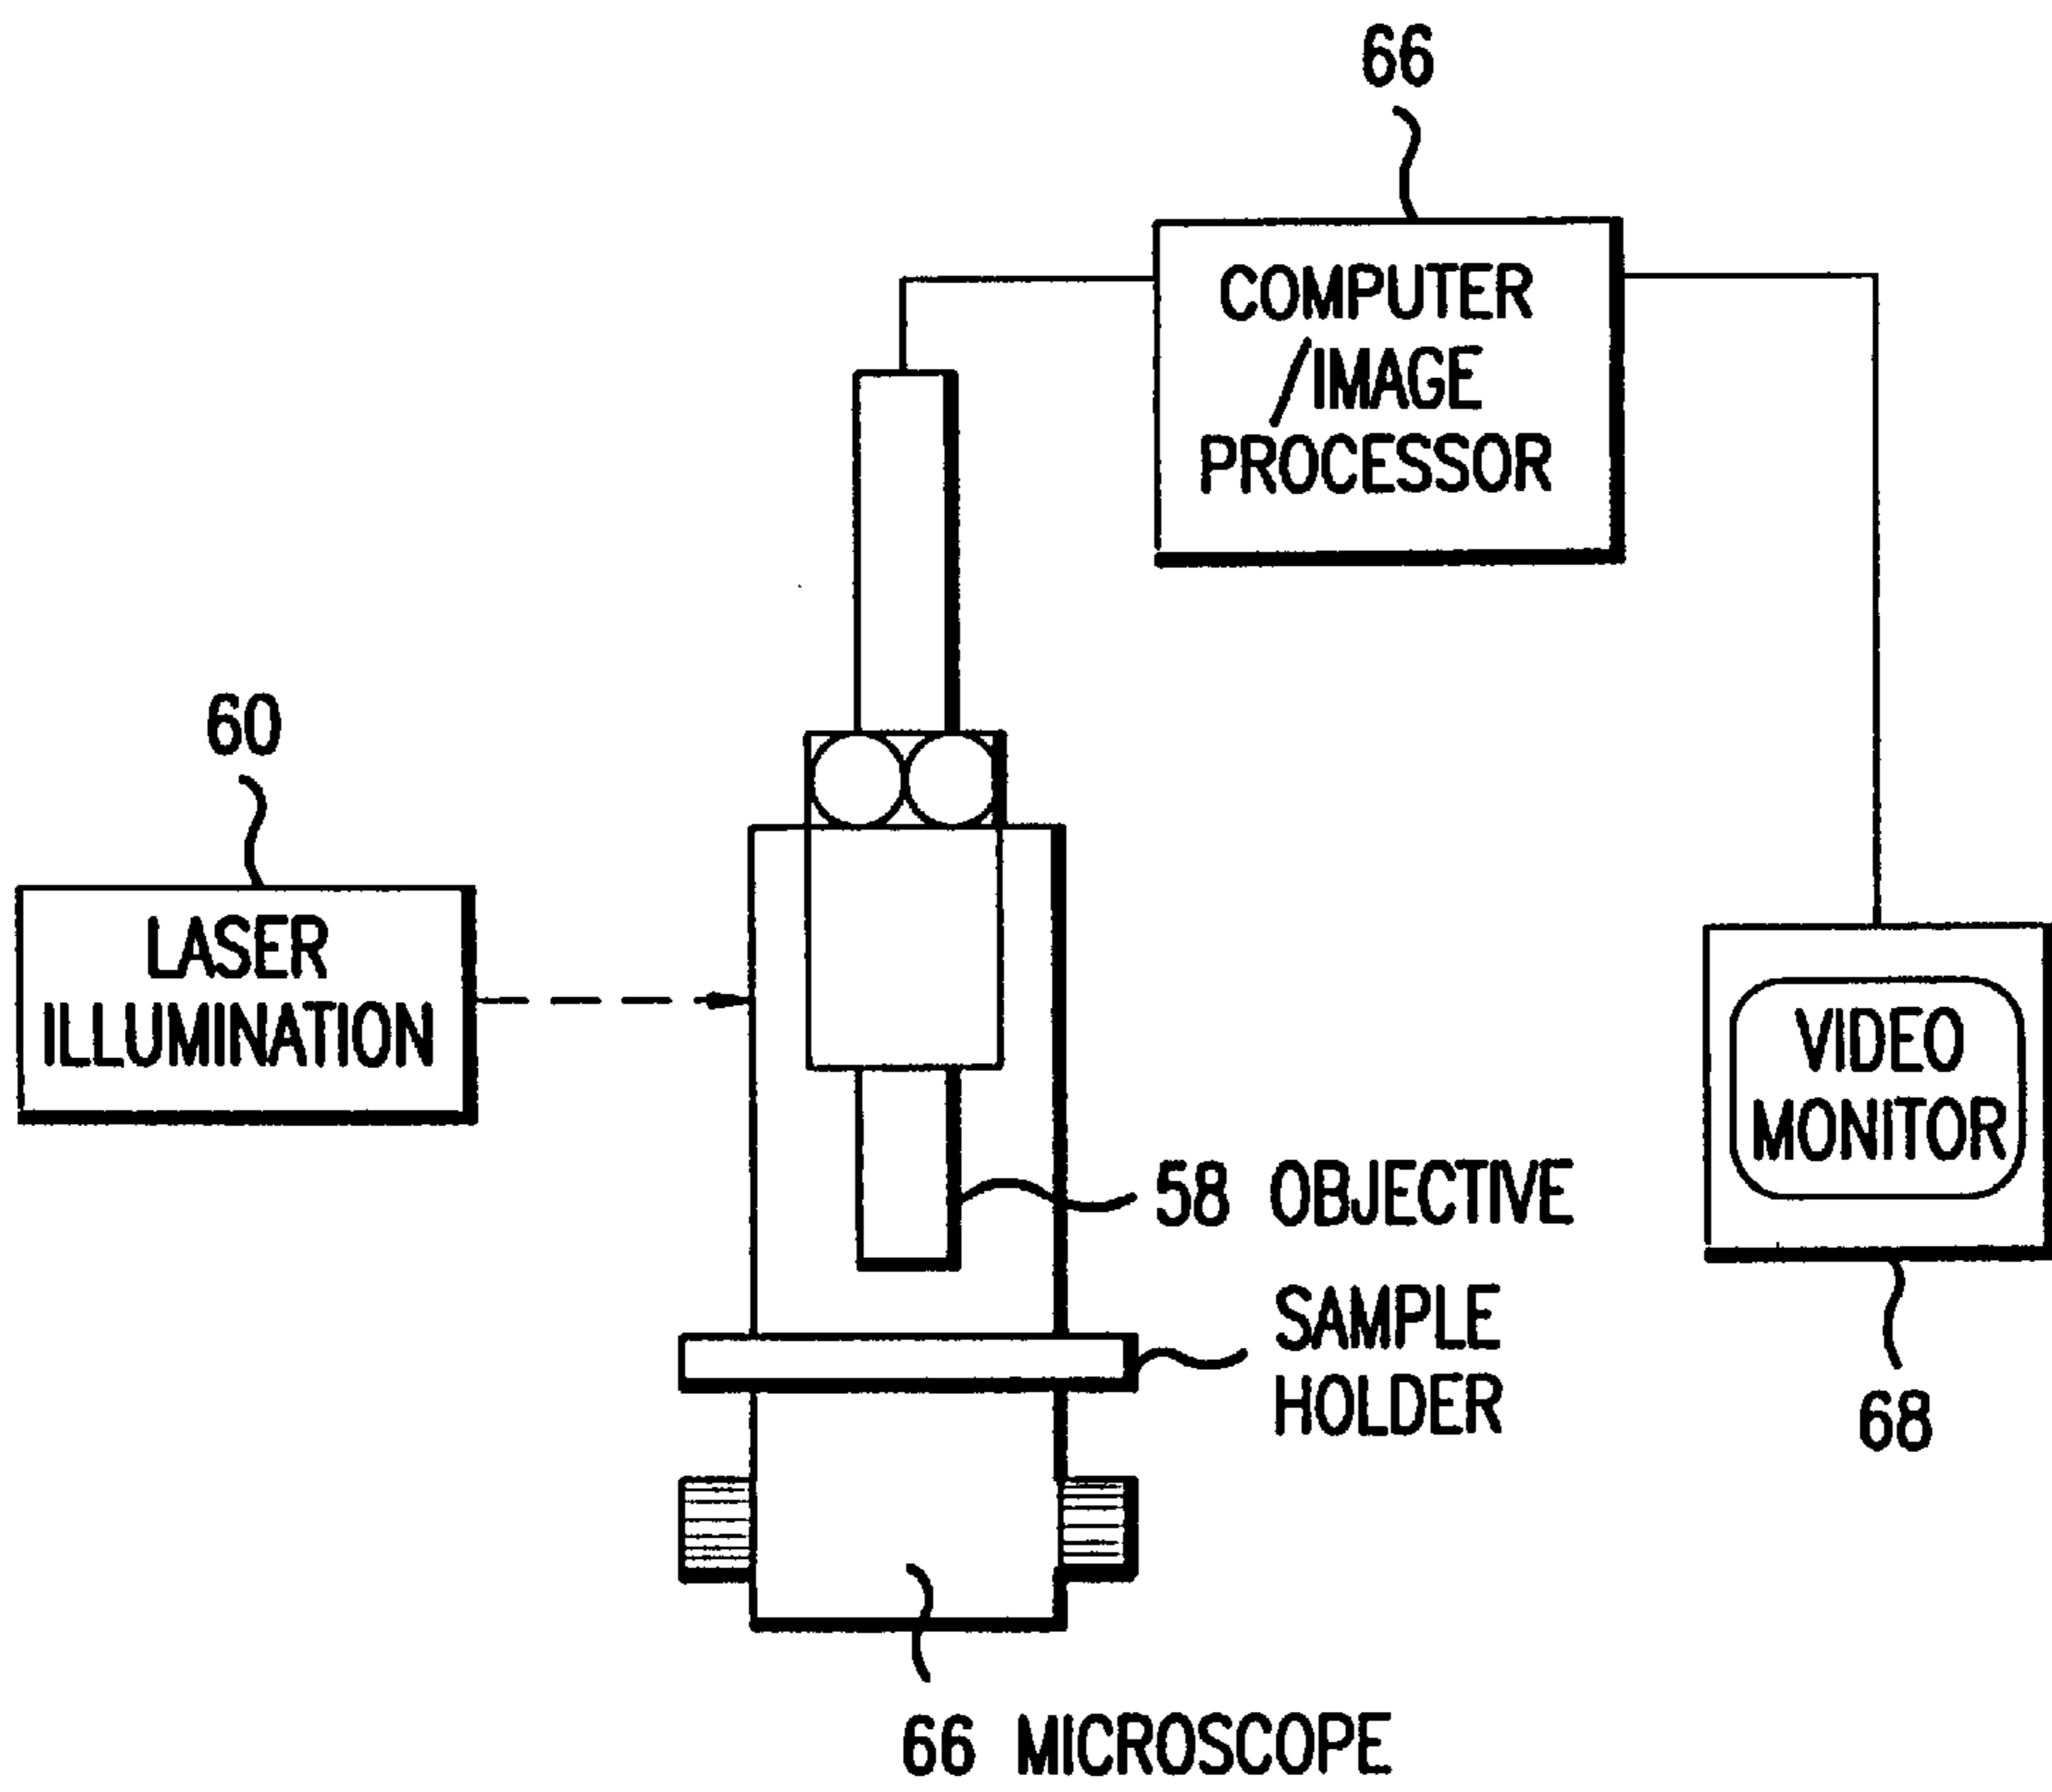 66
COMPUTER
/IMAGE
PROCESSOR
60
LASER
ILLUMINATION
VIDEO
MONITOR
58 OBJECTIVE
SAMPLE
HOLDER
68
66 MICROSCOPE